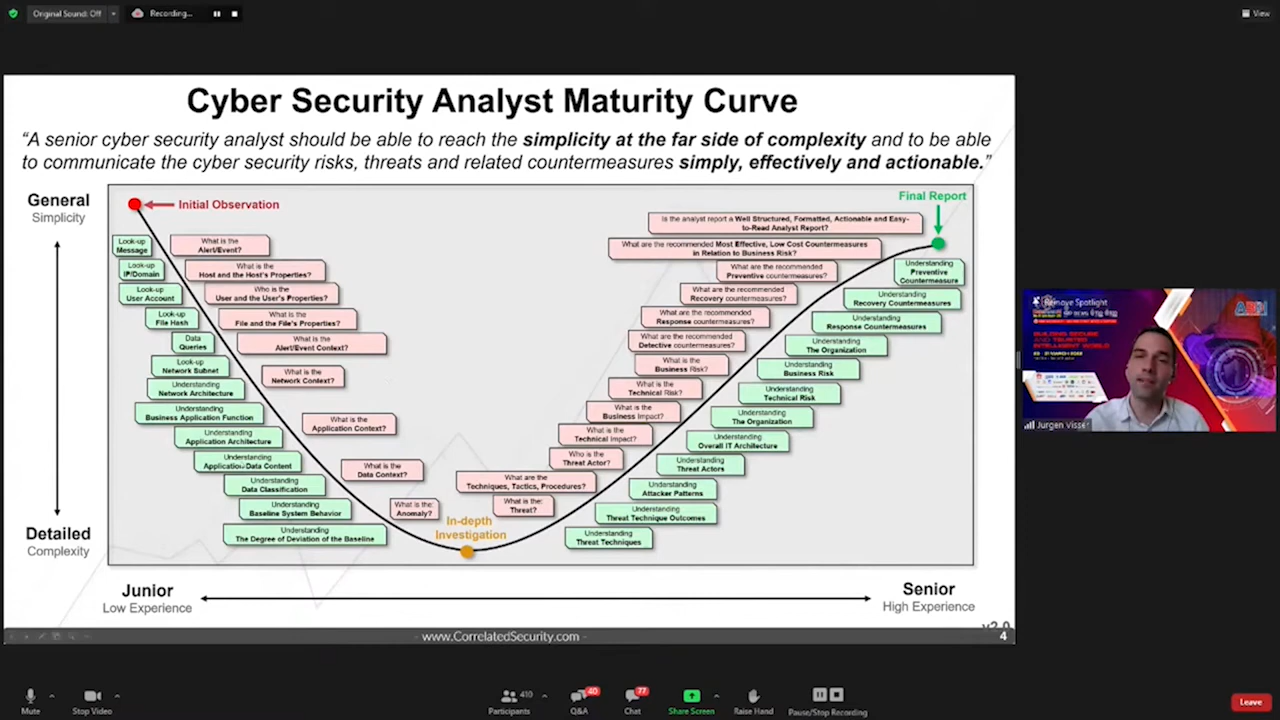 Original Sound: Off
Recording...
View
Cyber Security Analyst Maturity Curve
“A senior cyber security analyst should be able to reach the simplicity at the far side of complexity and to be able
to communicate the cyber security risks, threats and related countermeasures simply, effectively and actionable.”
General
Simplicity
Detailed
Complexity
Initial Observation
Look-up
Message
Look-up
IP/Domain
Look-up
User Account
Look-up
File Hash
Data
Queries
Look-up
Network Subnet
Understanding
Network Architecture
Understanding
Business Application Function
Understanding
Application Architecture
Understanding
Application Data Content
Understanding
Data Classification
Understanding
Baseline System Behavior
Understanding
The Degree of Deviation of the Baseline
What is the
Alert/Event?
What is the
Host and the Host's Properties?
Who is the
User and the User's Properties?
What is the
File and the File's Properties?
What is the
Alert/Event Context?
What is the
Network Context?
What is the
Application Context?
What is the
Data Context?
What is the:
Anomaly?
In-depth
Investigation
Final Report
Is the analyst report a Well Structured, Formatted, Actionable and Easy-
to-Read Analyst Report?
What are the recommended Most Effective, Low Cost Countermeasures
in Relation to Business Risk?
What are the recommended
Preventive countermeasures?
What are the recommended
Recovery countermeasures?
What are the recommended
Response countermeasures?
What are the recommended
Detective countermeasures?
What is the
Business Risk?
What is the
Technical Risk?
What is the
Business Impact?
What is the
Technical Impact?
Who is the
Threat Actor?
What are the
Techniques, Tactics, Procedures?
What is the:
Threat?
Understanding
Preventive
Countermeasure
Understanding
Recovery Countermeasures
Understanding
Response Countermeasures
Understanding
The Organization
Understanding
Business Risk
Understanding
Technical Risk
Understanding
The Organization
Understanding
Overall IT Architecture
Understanding
Threat Actors
Understanding
Attacker Patterns
Understanding
Threat Technique Outcomes
Understanding
Threat Techniques
Junior
Low Experience
Senior
High Experience
v2.0
- www.CorrelatedSecurity.com -
4
BUILDING SECURE
AND TRUSTED
INTELLIGENT WORLD
Jurgen Visser
Mute
Stop Video
410
Participants
40
Q&A
77
Chat
Share Screen
Raise Hand
Pause/Stop Recording
Leave